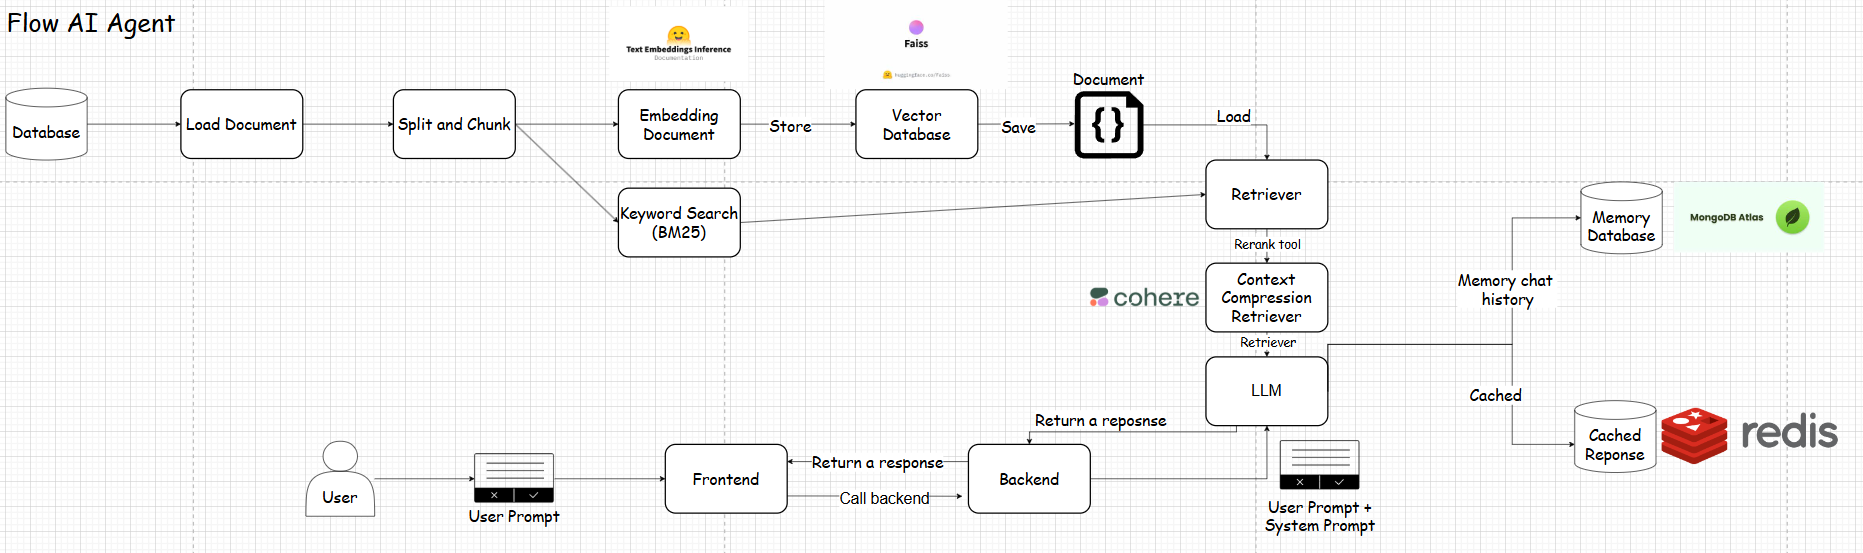 Flow AI Agent
Text Embeddings Inference
Documentation
Faiss
huggingface.co/Faiss
Database
Load Document
Split and Chunk
Embedding
Document
Store
Vector
Database
Save
Document
{}
Load
Keyword Search
(BM25)
Retriever
Rerank tool
cohere
Context
Compression
Retriever
Retriever
LLM
Memory
Database
MongoDB Atlas
Memory chat
history
Cached
Cached
Reponse
redis
User
User Prompt
Frontend
Return a response
Call backend
Backend
Return a reposnse
User Prompt +
System Prompt